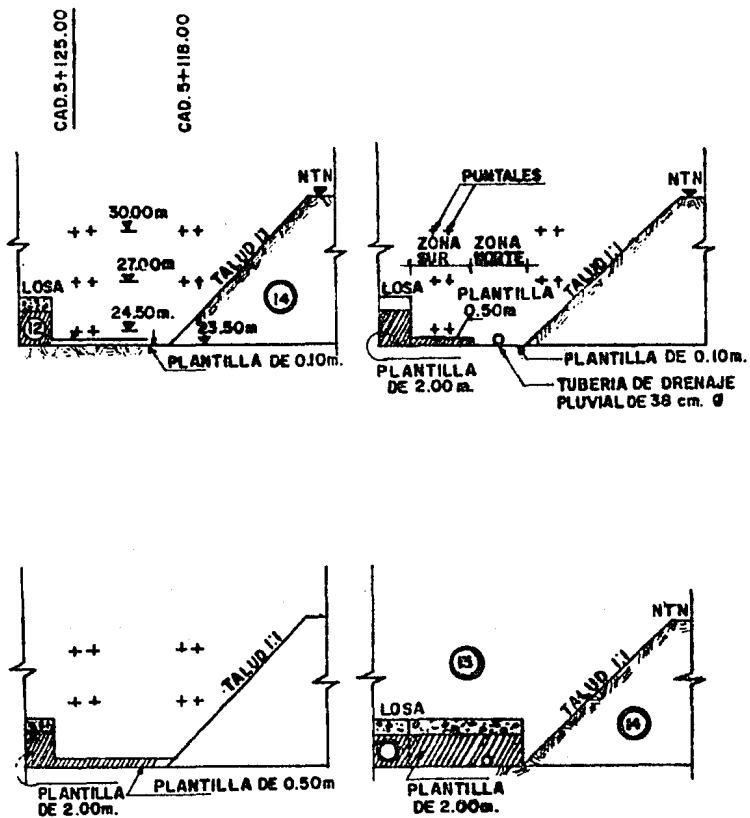 CAD.5+125.00
CAD.5+118.00
NTN
30.00m
27.00m
LOSA
TALUD 1:1
14
12
24.50m.
23.50m
PLANTILLA DE 0.10m.
PUNTALES
NTN
ZONA SUR
ZONA NORTE
LOSA
PLANTILLA
0.50m
TALUD 1:1
PLANTILLA
DE 2.00m.
PLANTILLA DE 0.10m.
TUBERIA DE DRENAJE
PLUVIAL DE 38 cm. Ø
TALUD 1:1
PLANTILLA
DE 2.00m.
PLANTILLA DE 0.50m
NTN
13
LOSA
TALUD 1:1
14
PLANTILLA
DE 2.00m.